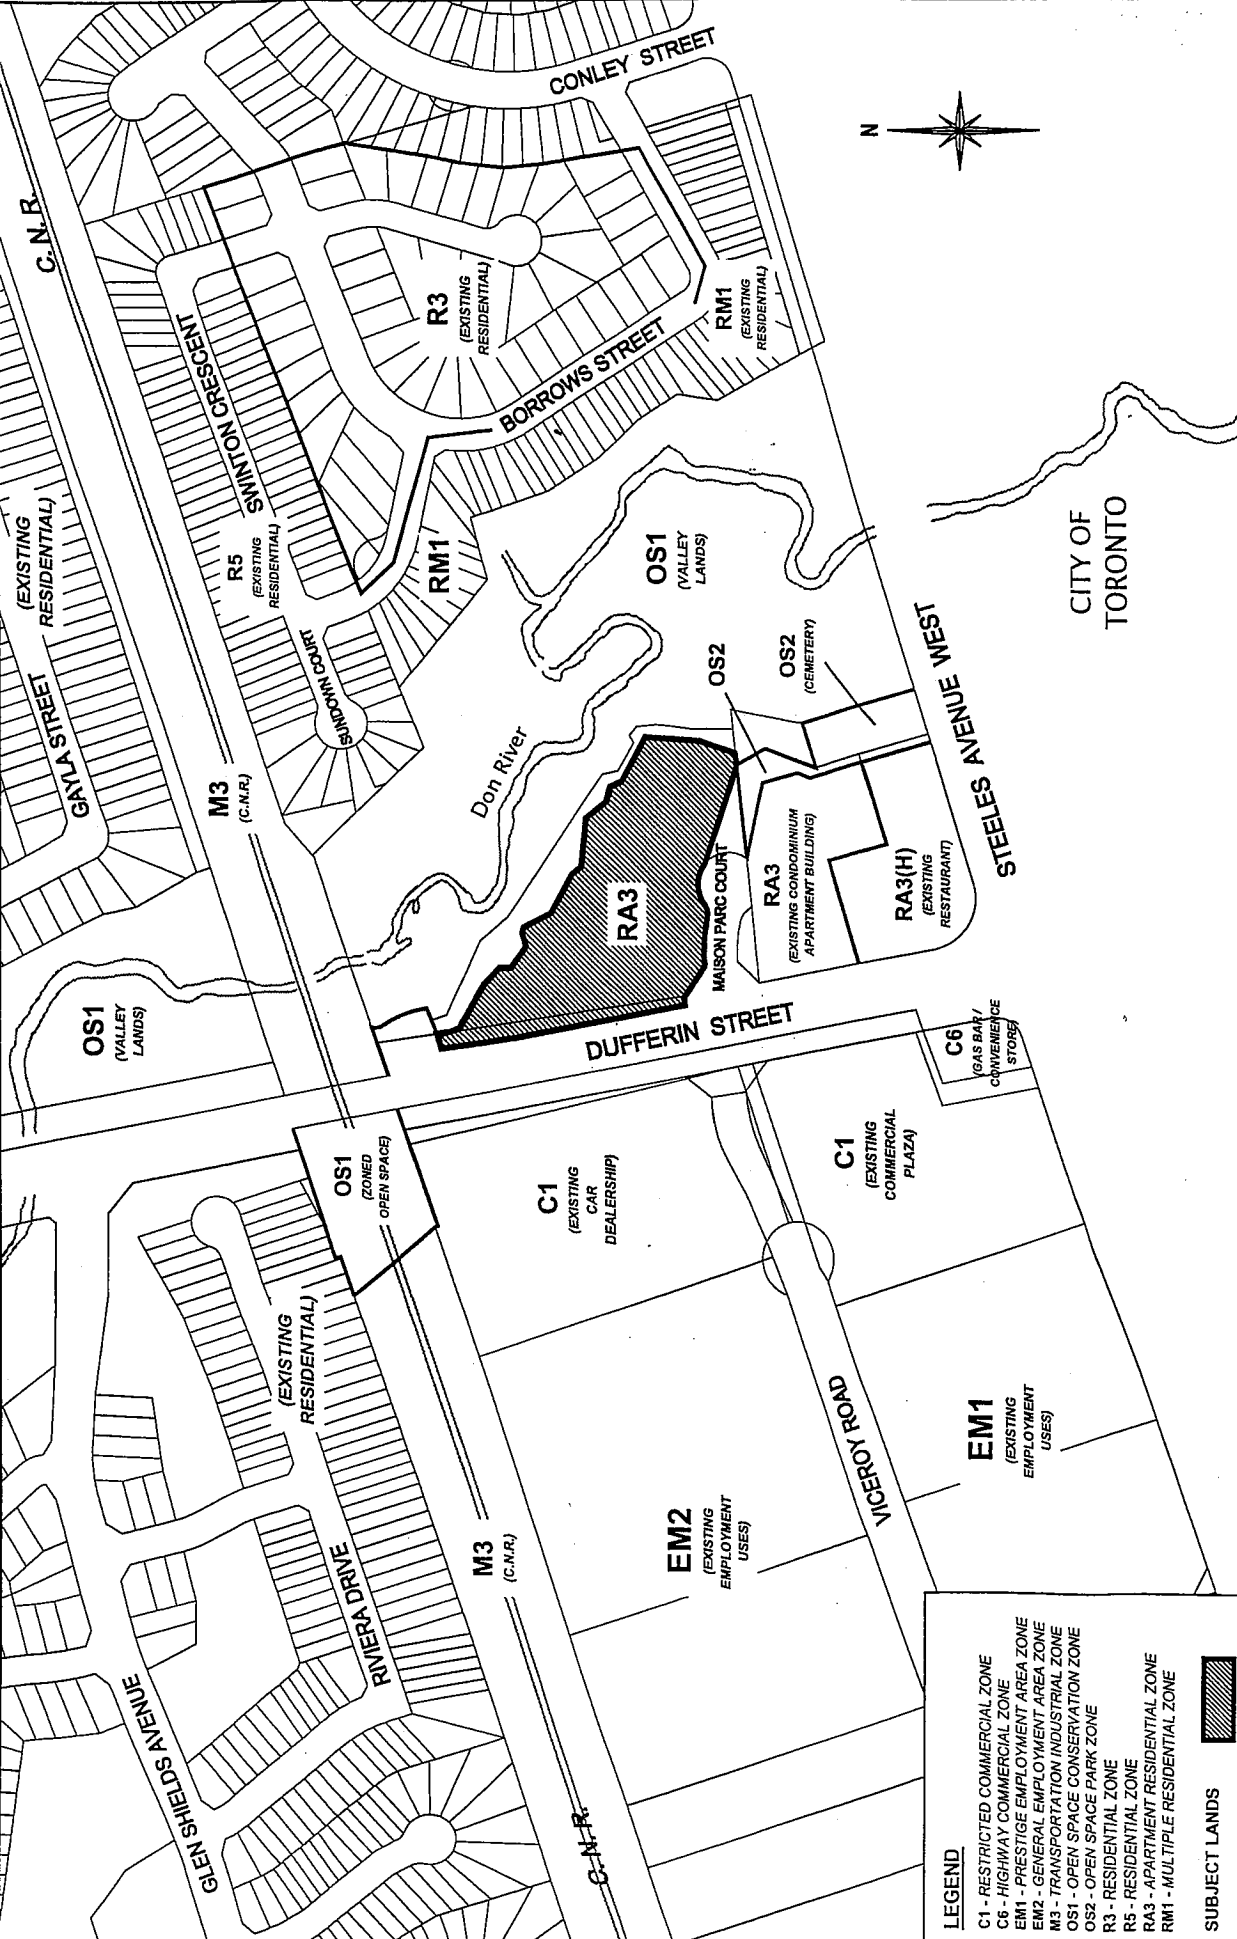 GLEN SHIELDS AVENUE
RIVIERA DRIVE
(EXISTING
RESIDENTIAL)
OS1
(VALLEY
LANDS)
GAYLA STREET
(EXISTING
RESIDENTIAL)
C. N. R.
M3
(C.N.R.)
M3
(C.N.R.)
C. N. R.
OS1
(ZONED
OPEN SPACE)
SUNDOWN COURT
R5
(EXISTING
RESIDENTIAL)
SWINTON CRESCENT
R3
(EXISTING
RESIDENTIAL)
CONLEY STREET
BORROWS STREET
RM1
RM1
(EXISTING
RESIDENTIAL)
N
Don River
OS1
(VALLEY
LANDS)
RA3
DUFFERIN STREET
MAISON PARC COURT
OS2
OS2
(CEMETERY)
RA3
(EXISTING CONDOMINIUM
APARTMENT BUILDING)
RA3(H)
(EXISTING
RESTAURANT)
STEELES AVENUE WEST
CITY OF
TORONTO
C1
(EXISTING
CAR
DEALERSHIP)
C1
(EXISTING
COMMERCIAL
PLAZA)
C6
(GAS BAR /
CONVENIENCE
STORE)
VICEROY ROAD
EM2
(EXISTING
EMPLOYMENT
USES)
EM1
(EXISTING
EMPLOYMENT
USES)
LEGEND
C1 - RESTRICTED COMMERCIAL ZONE
C6 - HIGHWAY COMMERCIAL ZONE
EM1 - PRESTIGE EMPLOYMENT AREA ZONE
EM2 - GENERAL EMPLOYMENT AREA ZONE
M3 - TRANSPORTATION INDUSTRIAL ZONE
OS1 - OPEN SPACE CONSERVATION ZONE
OS2 - OPEN SPACE PARK ZONE
R3 - RESIDENTIAL ZONE
R5 - RESIDENTIAL ZONE
RA3 - APARTMENT RESIDENTIAL ZONE
RM1 - MULTIPLE RESIDENTIAL ZONE
SUBJECT LANDS